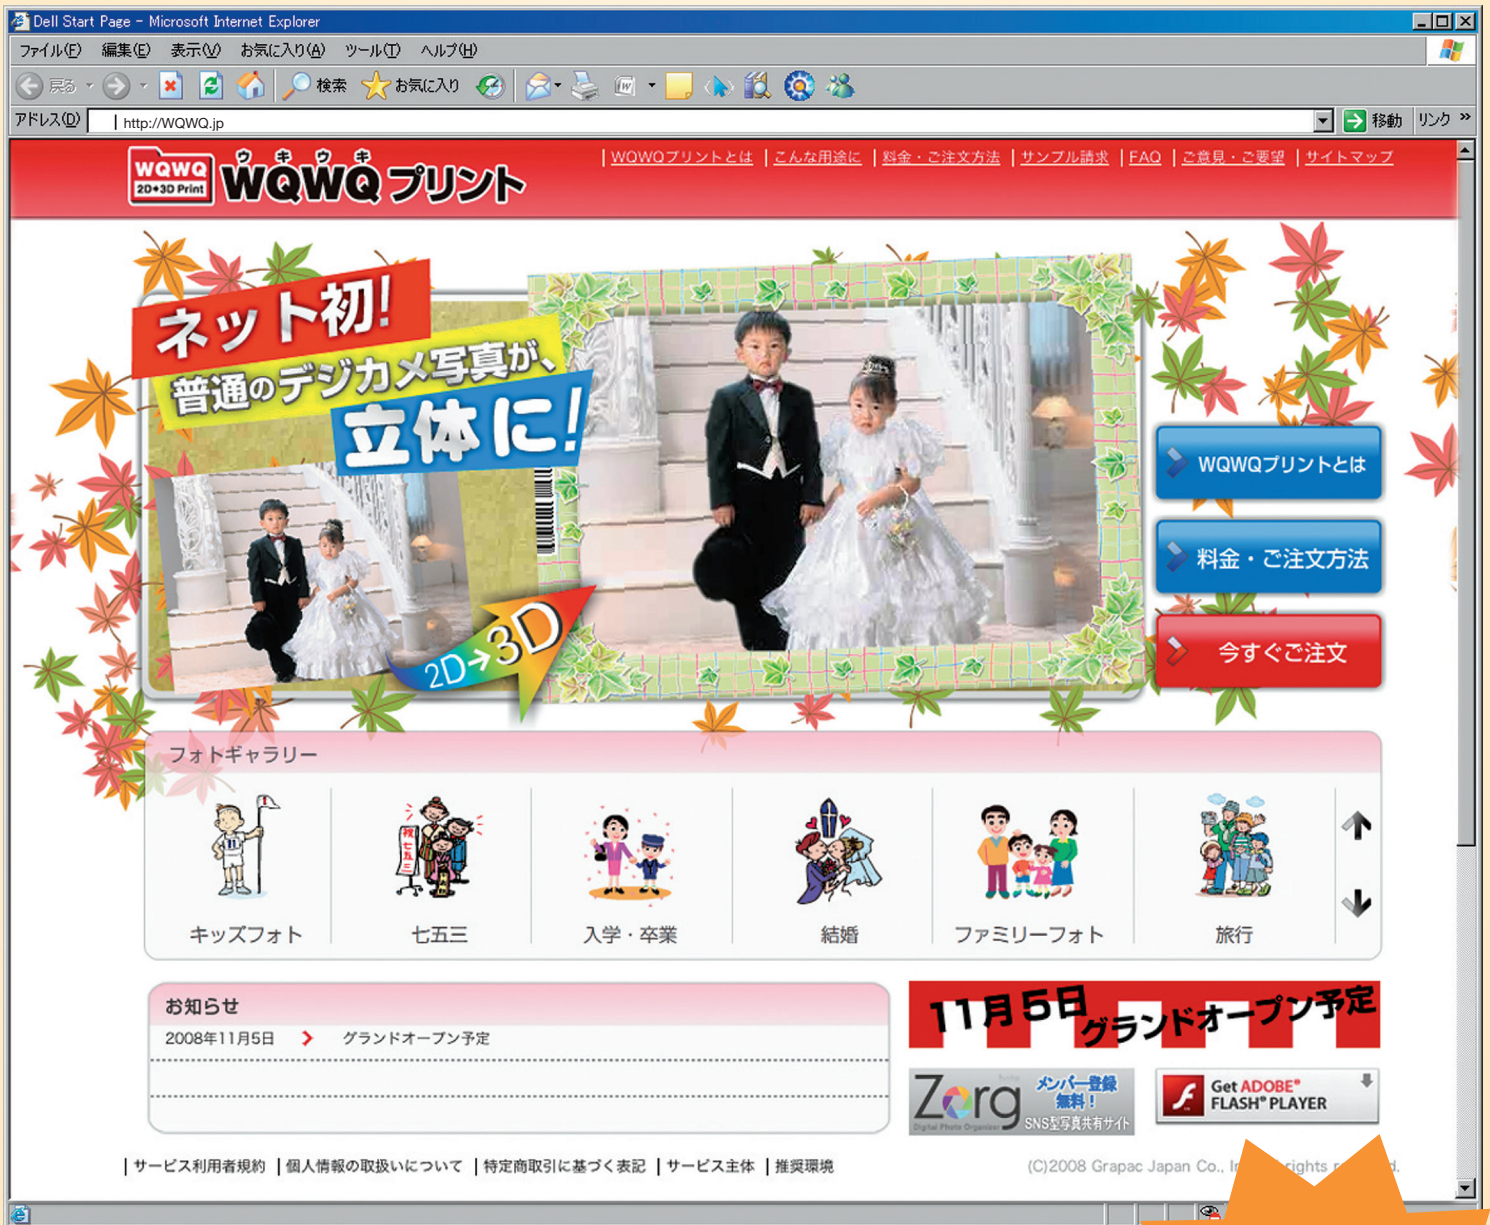 Dell Start Page - Microsoft Internet Explorer
ファイル(F) 編集(E) 表示(V) お気に入り(A) ツール(T) ヘルプ(H)
戻る 検索 お気に入り
アドレス(D) http://WQWQ.jp 移動 リンク »
WQWQ
2D→3D Print
ウキウキ
WQWQプリント
|WQWQプリントとは |こんな用途に |料金・ご注文方法 |サンプル請求 |FAQ |ご意見・ご要望 |サイトマップ
ネット初!
普通のデジカメ写真が、
立体に!
2D→3D
WQWQプリントとは
料金・ご注文方法
今すぐご注文
フォトギャラリー
祝七五三
キッズフォト 七五三 入学・卒業 結婚 ファミリーフォト 旅行
お知らせ
2008年11月5日 グランドオープン予定
11月5日グランドオープン予定
Zorg
Digital Photo Organizer
メンバー登録
無料!
SNS型写真共有サイト
Get ADOBE®
FLASH® PLAYER
|サービス利用者規約 |個人情報の取扱いについて |特定商取引に基づく表記 |サービス主体 |推奨環境
(C)2008 Grapac Japan Co., rights